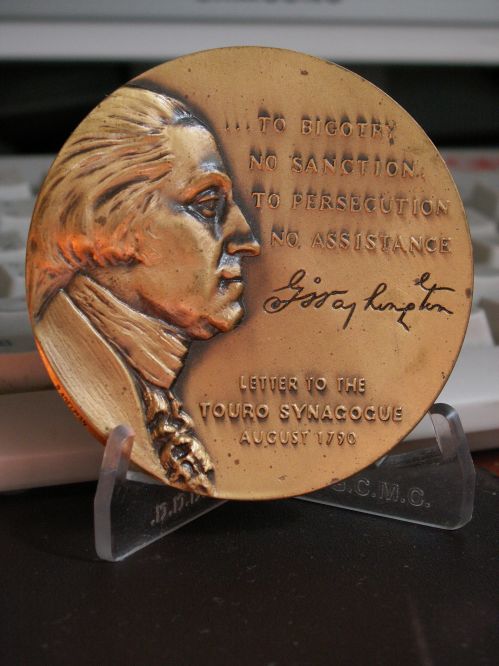 ... TO BIGOTRY
NO SANCTION.
TO PERSECUTION
NO ASSISTANCE
G:Washington
LETTER TO THE
TOURO SYNAGOGUE
AUGUST 1790
.C.M.C.